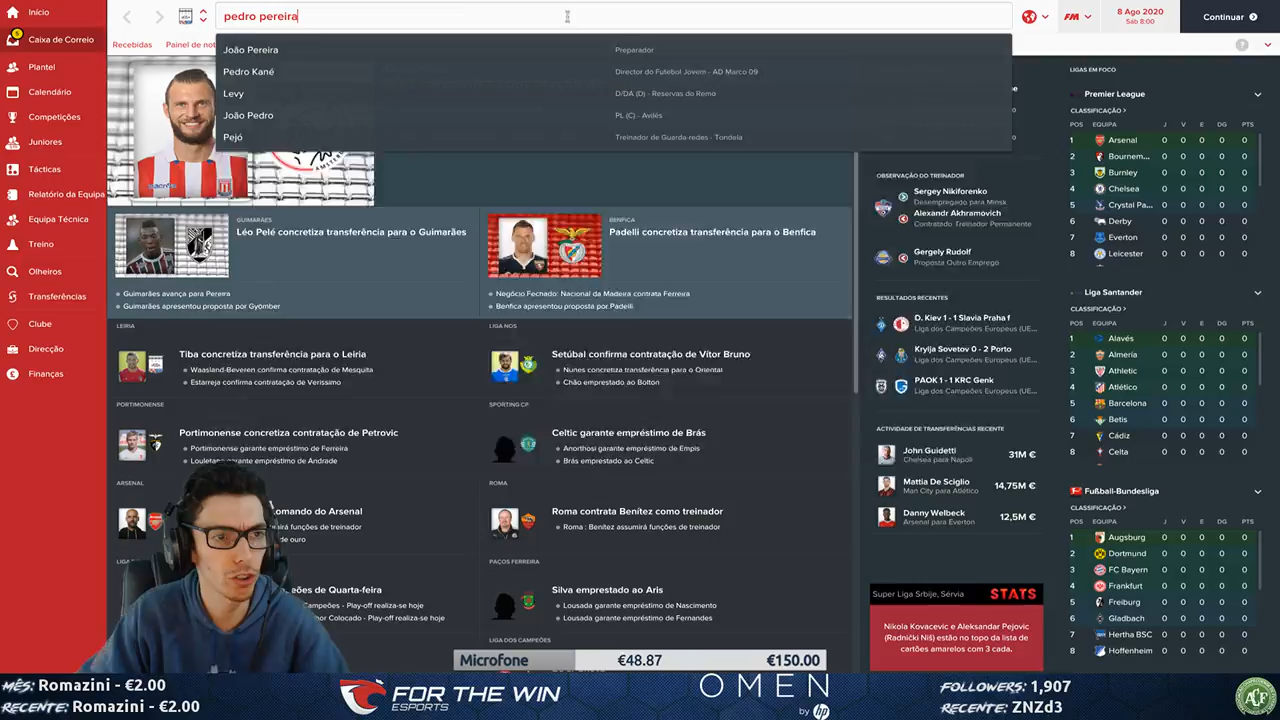 Início
Caixa de Correio
Plantel
Calendário
Competições
Juniores
Tácticas
Relatório da Equipa
Equipa Técnica
Treino
Olheiros
Transferências
Clube
Direcção
Finanças
pedro pereira
FM
8 Ago 2020
Sáb 8:00
Continuar
Recebidas
Painel de not
João Pereira
Preparador
Pedro Kané
Director do Futebol Jovem - AD Marco 09
Levy
D/DA (D) - Reservas do Remo
João Pedro
PL (C) - Avilés
Pejó
Treinador de Guarda-redes - Tondela
GUIMARÃES
Léo Pelé concretiza transferência para o Guimarães
Guimarães avança para Pereira
Guimarães apresentou proposta por Gyömber
BENFICA
Padelli concretiza transferência para o Benfica
Negócio Fechado: Nacional da Madeira contrata Ferreira
Benfica apresentou proposta por Padelli
LEIRIA
Tiba concretiza transferência para o Leiria
Waasland-Beveren confirma contratação de Mesquita
Estarreja confirma contratação de Veríssimo
LIGA NOS
Setúbal confirma contratação de Vítor Bruno
Nunes concretiza transferência para o Oriental
Chão emprestado ao Bolton
PORTIMONENSE
Portimonense concretiza contratação de Petrovic
Portimonense garante empréstimo de Ferreira
Louletano garante empréstimo de Andrade
SPORTING CP
Celtic garante empréstimo de Brás
Anorthosi garante empréstimo de Empis
Brás emprestado ao Celtic
ARSENAL
omando do Arsenal
irá funções de treinador
de ouro
ROMA
Roma contrata Benítez como treinador
Roma : Benítez assumirá funções de treinador
LIGA
ões de Quarta-feira
Campeões - Play-off realiza-se hoje
hor Colocado - Play-off realiza-se hoje
PAÇOS FERREIRA
Silva emprestado ao Aris
Lousada garante empréstimo de Nascimento
Lousada garante empréstimo de Fernandes
LIGA DOS CAMPEÕES
OBSERVAÇÃO DO TREINADOR
Sergey Nikiforenko
Desempregado para Minsk
Alexandr Akhramovich
Contratado Treinador Permanente
Gergely Rudolf
Proposta Outro Emprego
RESULTADOS RECENTES
D. Kiev 1 - 1 Slavia Praha f
Liga dos Campeões Europeus (UE...
Krylja Sovetov 0 - 2 Porto
Liga dos Campeões Europeus (UE...
PAOK 1 - 1 KRC Genk
Liga dos Campeões Europeus (UE...
ACTIVIDADE DE TRANSFERÊNCIAS RECENTE
John Guidetti
Chelsea para Napoli
31M €
Mattia De Sciglio
Man City para Atlético
14,75M €
Danny Welbeck
Arsenal para Everton
12,5M €
Super Liga Srbije, Sérvia
STATS
Nikola Kovacevic e Aleksandar Pejovic
(Radnički Niš) estão no topo da lista de
cartões amarelos com 3 cada.
LIGAS EM FOCO
Premier League
CLASSIFICAÇÃO >
POS EQUIPA J V E DG PTS
1 Arsenal 0 0 0 0 0
2 Bournem... 0 0 0 0 0
3 Burnley 0 0 0 0 0
4 Chelsea 0 0 0 0 0
5 Crystal Pa... 0 0 0 0 0
6 Derby 0 0 0 0 0
7 Everton 0 0 0 0 0
8 Leicester 0 0 0 0 0
Liga Santander
CLASSIFICAÇÃO >
POS EQUIPA J V E DG PTS
1 Alavés 0 0 0 0 0
2 Almería 0 0 0 0 0
3 Athletic 0 0 0 0 0
4 Atlético 0 0 0 0 0
5 Barcelona 0 0 0 0 0
6 Betis 0 0 0 0 0
7 Cádiz 0 0 0 0 0
8 Celta 0 0 0 0 0
Fußball-Bundesliga
CLASSIFICAÇÃO >
POS EQUIPA J V E DG PTS
1 Augsburg 0 0 0 0 0
2 Dortmund 0 0 0 0 0
3 FC Bayern 0 0 0 0 0
4 Frankfurt 0 0 0 0 0
5 Freiburg 0 0 0 0 0
6 Gladbach 0 0 0 0 0
7 Hertha BSC 0 0 0 0 0
8 Hoffenheim 0 0 0 0 0
Microfone €48.87 €150.00
MÊS: Romazini - €2.00
RECENTE: Romazini - €2.00
FOR THE WIN
ESPORTS
OMEN
by hp
FOLLOWERS: 1,907
RECENTE: ZNZd3
ACF